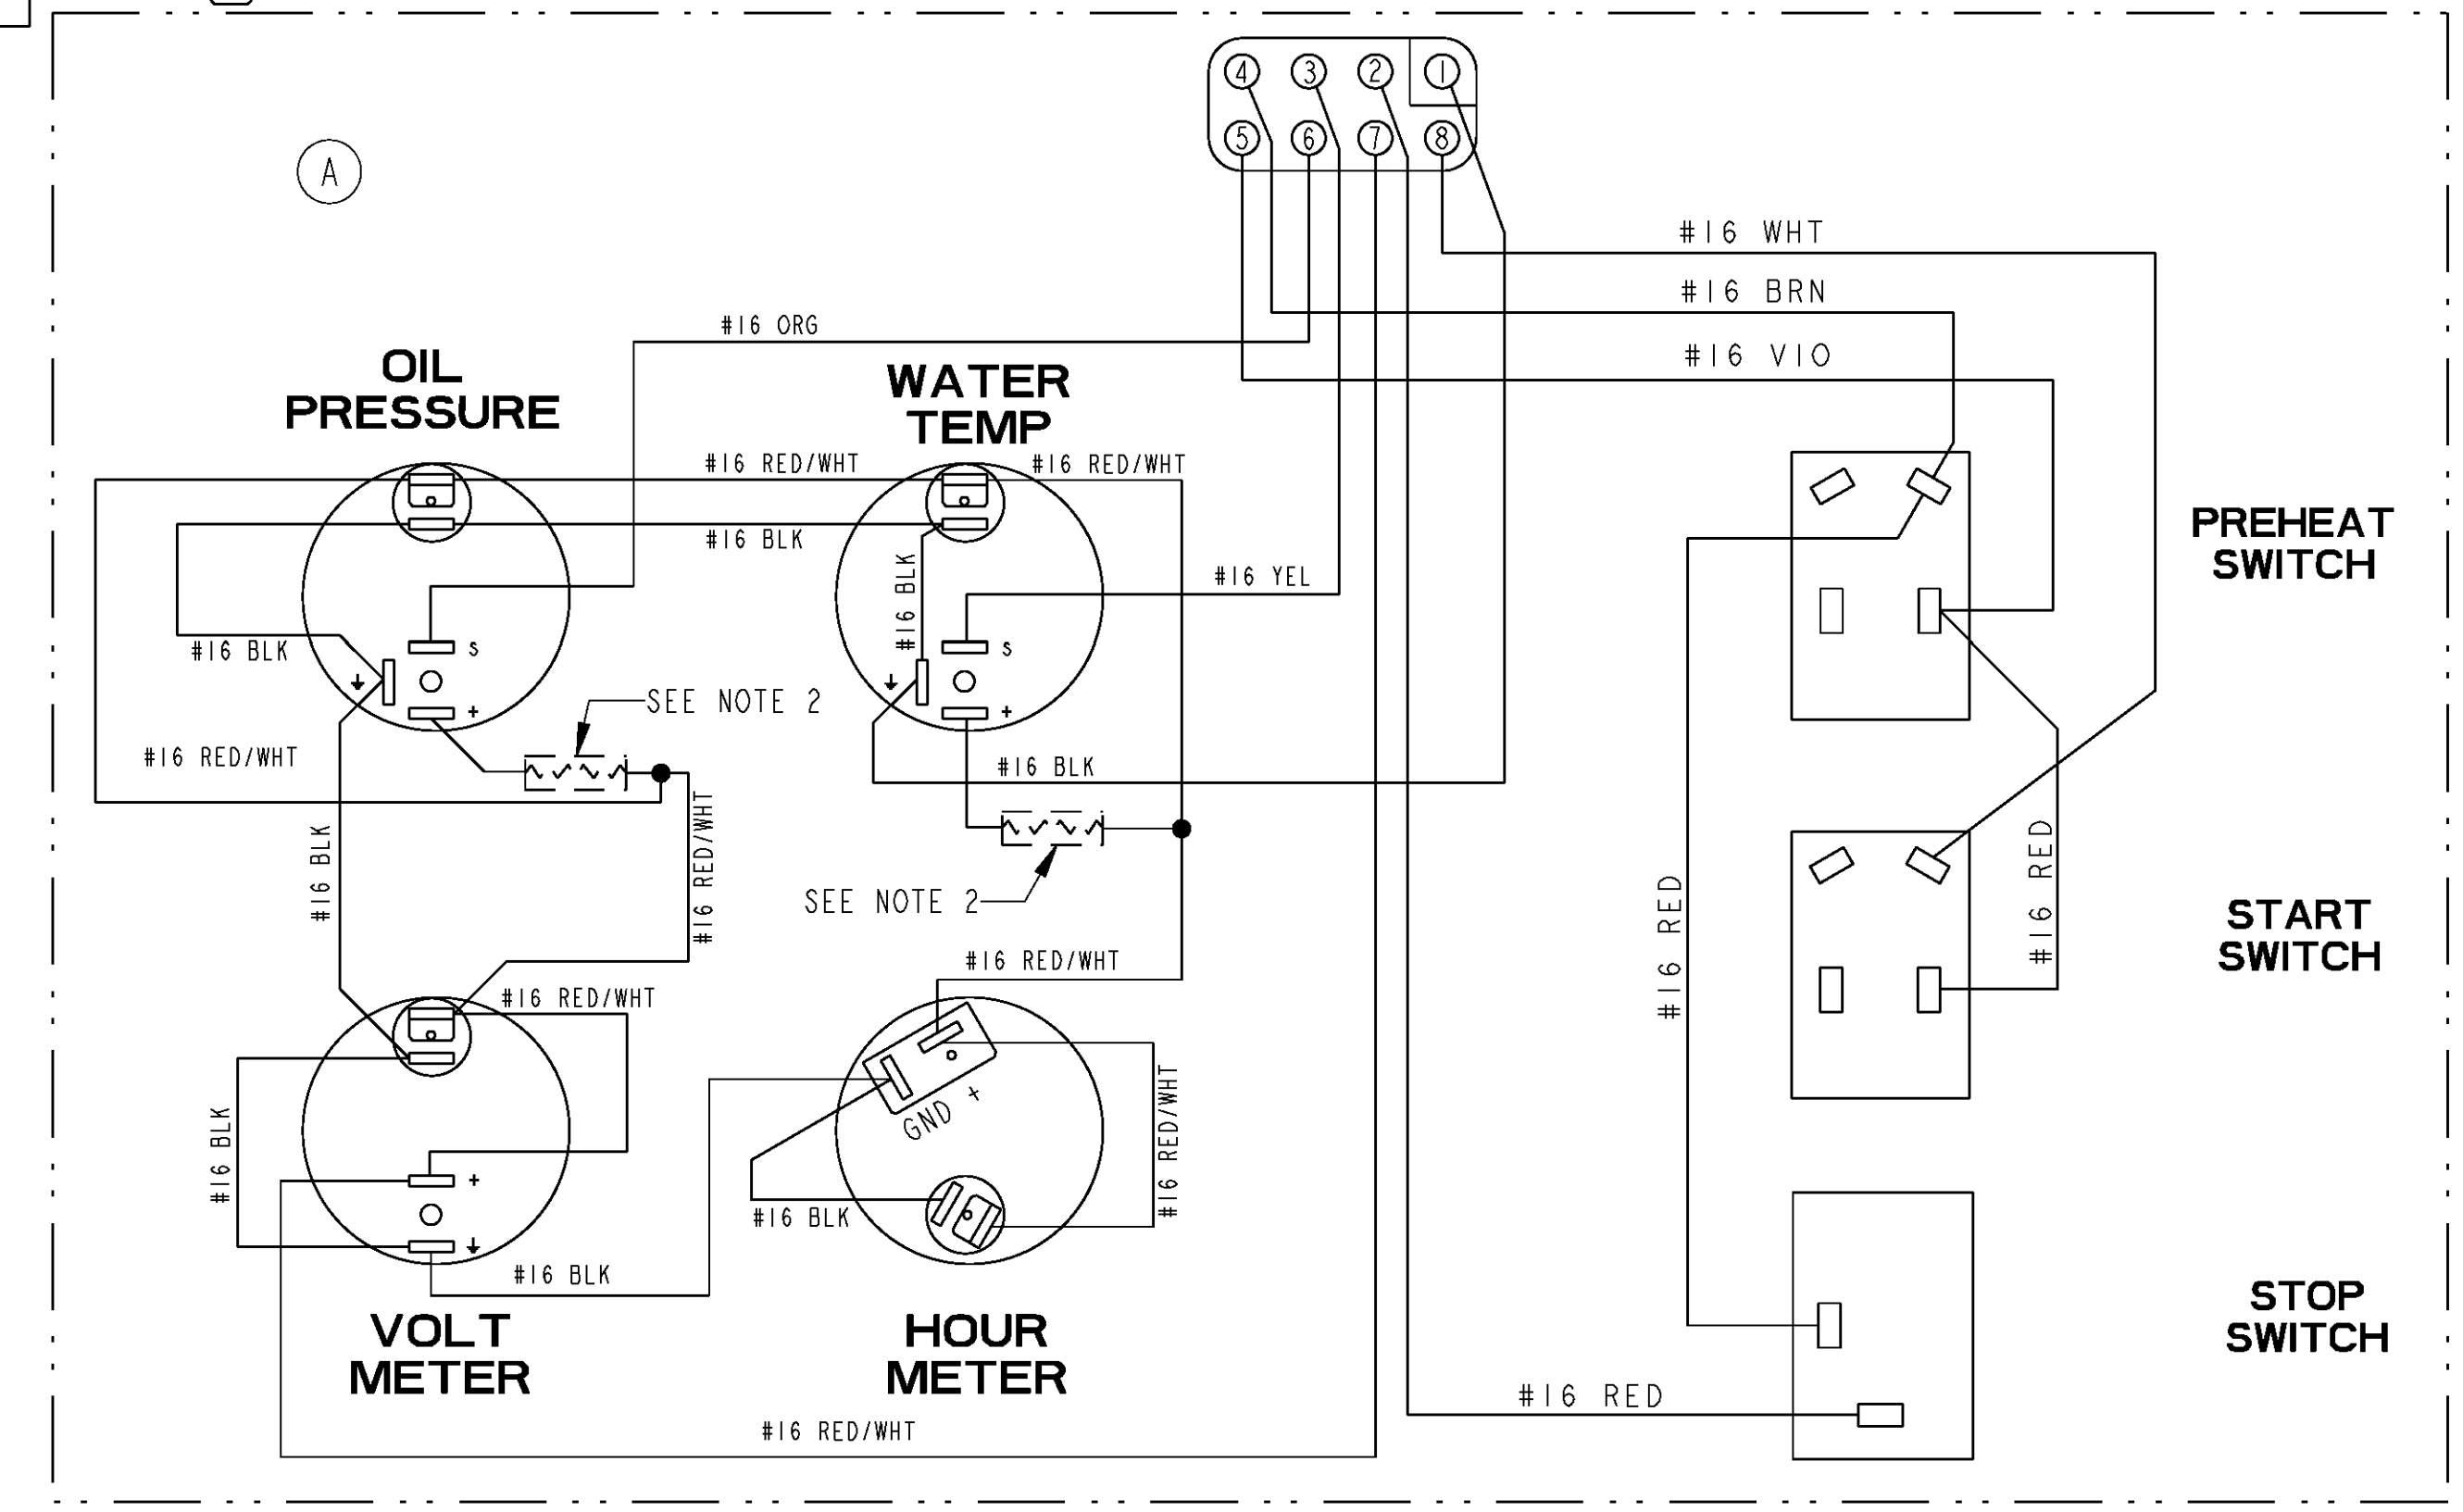 4 3 2 1
5 6 7 8
A
#16 WHT
#16 BRN
#16 ORG
#16 VIO
OIL
PRESSURE
WATER
TEMP
#16 RED/WHT
#16 RED/WHT
#16 BLK
#16 BLK
#16 YEL
PREHEAT
SWITCH
#16 BLK
S
S
+
+
SEE NOTE 2
#16 RED/WHT
#16 BLK
#16 BLK
#16 RED/WHT
SEE NOTE 2
#16 RED
#16 RED
START
SWITCH
#16 RED/WHT
#16 RED/WHT
#16 BLK
GND +
#16 RED/WHT
+
#16 BLK
#16 BLK
VOLT
METER
HOUR
METER
STOP
SWITCH
#16 RED
#16 RED/WHT